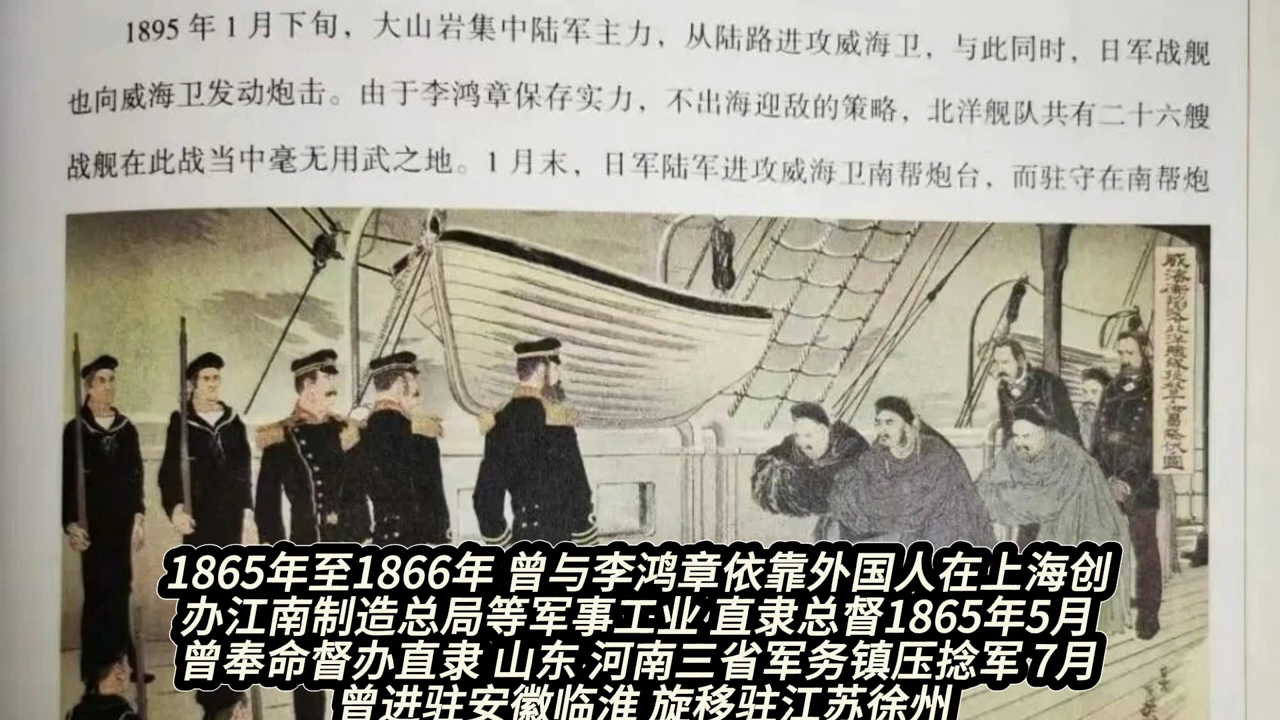 1895年1月下旬，大山岩集中陆军主力，从陆路进攻威海卫，与此同时，日军战舰
也向威海卫发动炮击。由于李鸿章保存实力，不出海迎敌的策略，北洋舰队共有二十六艘
战舰在此战当中毫无用武之地。1月末，日军陆军进攻威海卫南帮炮台，而驻守在南帮炮
1865年至1866年 曾与李鸿章依靠外国人在上海创
办江南制造总局等军事工业 直隶总督1865年5月
曾奉命督办直隶 山东 河南三省军务镇压捻军 7月
曾进驻安徽临淮 旋移驻江苏徐州